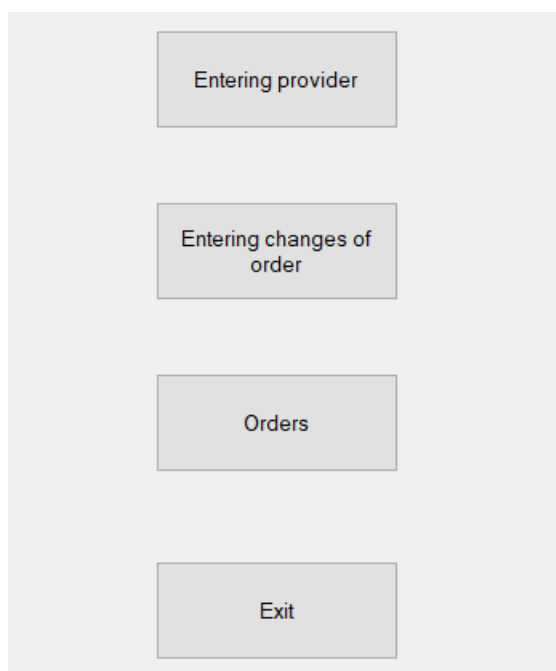 Entering provider
Entering changes of
order
Orders
Exit